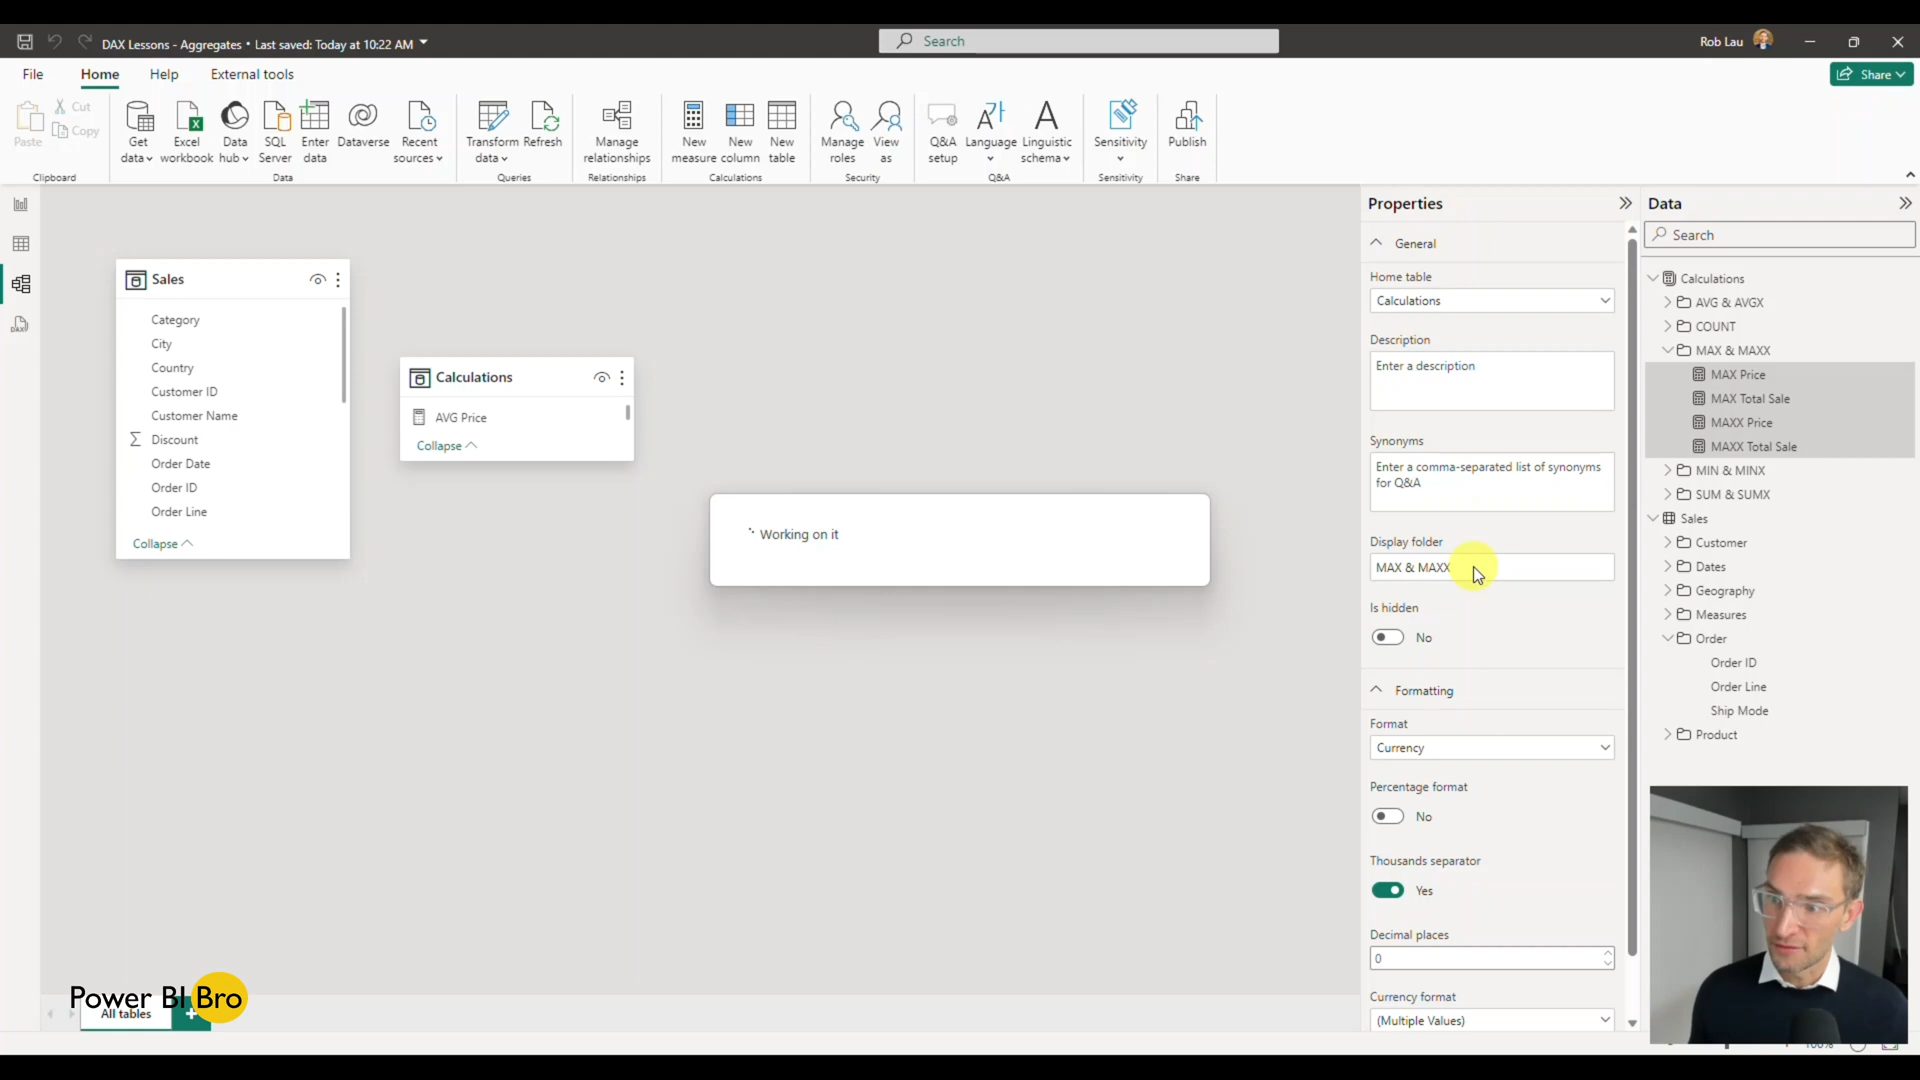 DAX Lessons - Aggregates • Last saved: Today at 10:22 AM
Search
Rob Lau
File
Home
Help
External tools
Share
Paste
Cut
Copy
Clipboard
Get data
Excel workbook
Data hub
SQL Server
Enter data
Dataverse
Recent sources
Data
Transform data
Refresh
Queries
Manage relationships
Relationships
New measure
New column
New table
Calculations
Manage roles
View as
Security
Q&A setup
Language
Linguistic schema
Q&A
Sensitivity
Sensitivity
Publish
Share
Sales
Category
City
Country
Customer ID
Customer Name
Discount
Order Date
Order ID
Order Line
Collapse
Calculations
AVG Price
Collapse
Working on it
Properties
General
Home table
Calculations
Description
Enter a description
Synonyms
Enter a comma-separated list of synonyms
for Q&A
Display folder
MAX & MAXX
Is hidden
No
Formatting
Format
Currency
Percentage format
No
Thousands separator
Yes
Decimal places
0
Currency format
(Multiple Values)
Data
Search
Calculations
AVG & AVGX
COUNT
MAX & MAXX
MAX Price
MAX Total Sale
MAXX Price
MAXX Total Sale
MIN & MINX
SUM & SUMX
Sales
Customer
Dates
Geography
Measures
Order
Order ID
Order Line
Ship Mode
Product
Power BI Bro
All tables
100%